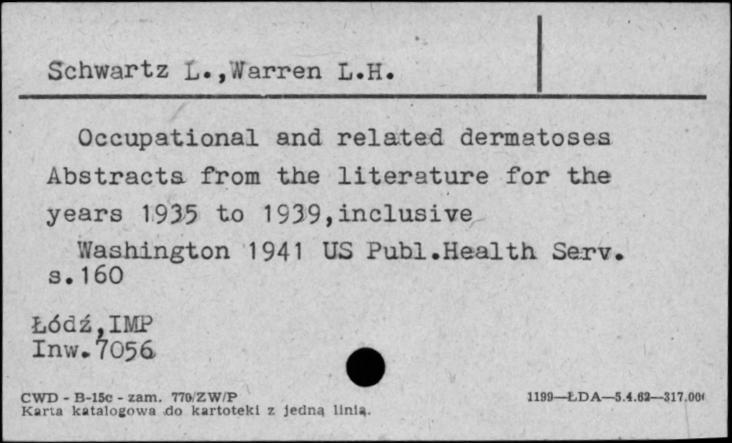 Schwartz L.,Warren L.H.
Occupational and related dermatoses
Abstracts from the literature for the
years 1935 to 1939,inclusive
Washington 1941 US Publ.Health Serv.
s.160
Łódź,IMP
Inw.7056
CWD - B-15c - zam. 770/ZW/P
1199—ŁDA—5.4.62—317.000
Karta katalogowa do kartoteki z jedną linią.